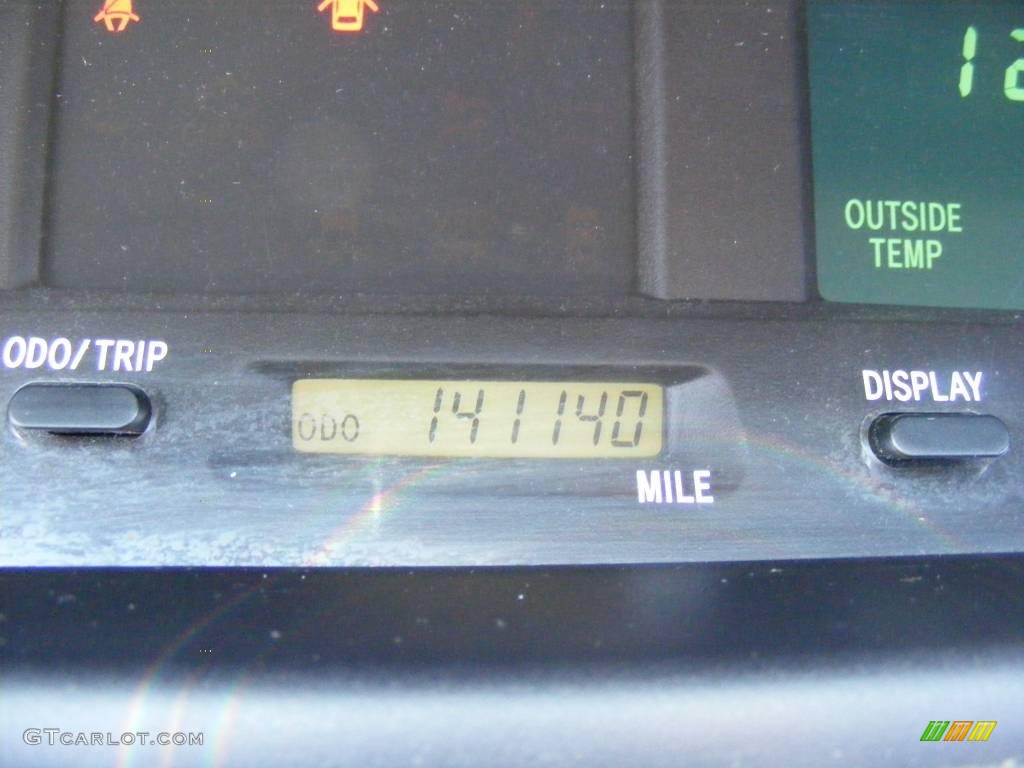 OUTSIDE
TEMP
ODO/TRIP
DISPLAY
ODO 141140
MILE
GTCARLOT.COM